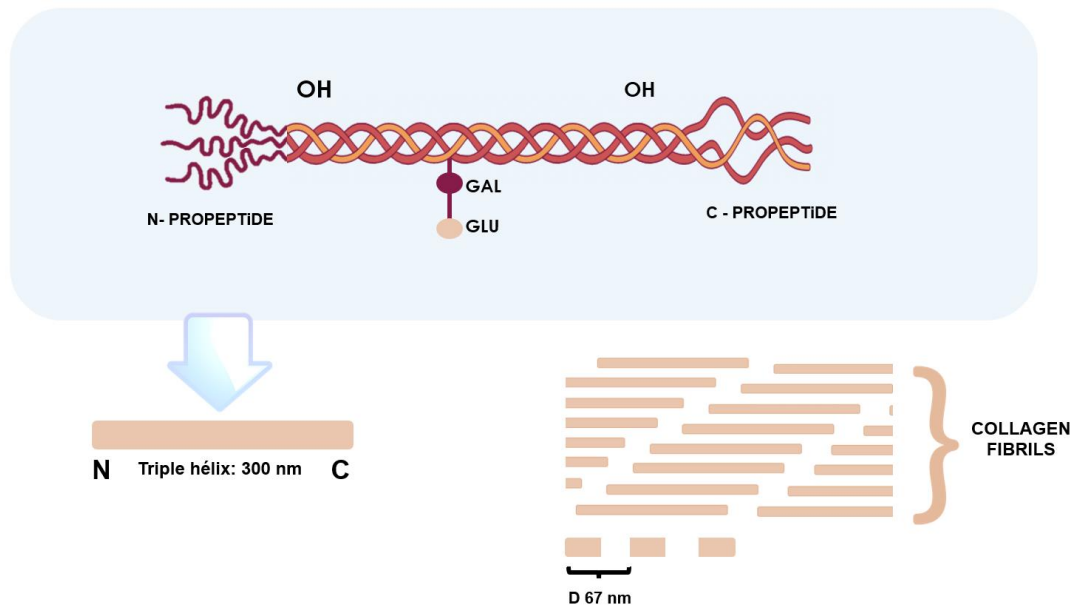 OH
OH
GAL
GLU
N- PROPEPTiDE
C - PROPEPTiDE
N Triple hélix: 300 nm C
COLLAGEN
FIBRILS
D 67 nm